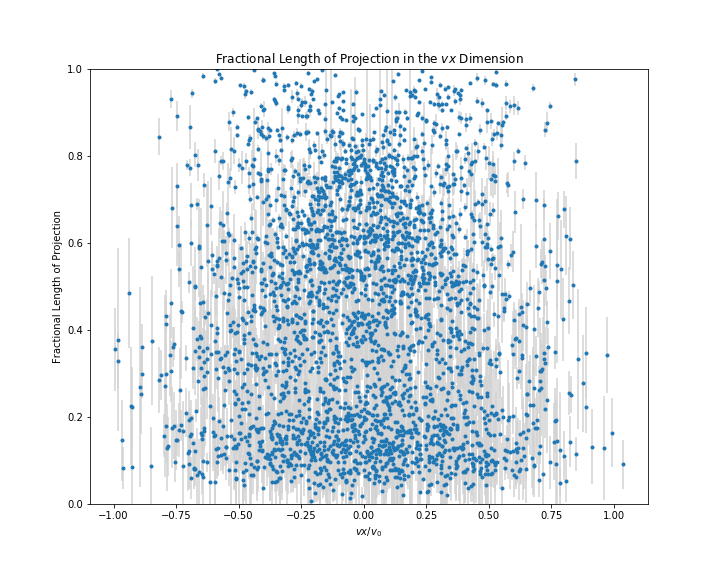 Fractional Length of Projection in the vx Dimension
Fractional Length of Projection
1.0
0.8
0.6
0.4
0.2
0.0
−1.00 −0.75 −0.50 −0.25 0.00 0.25 0.50 0.75 1.00
vx/v₀